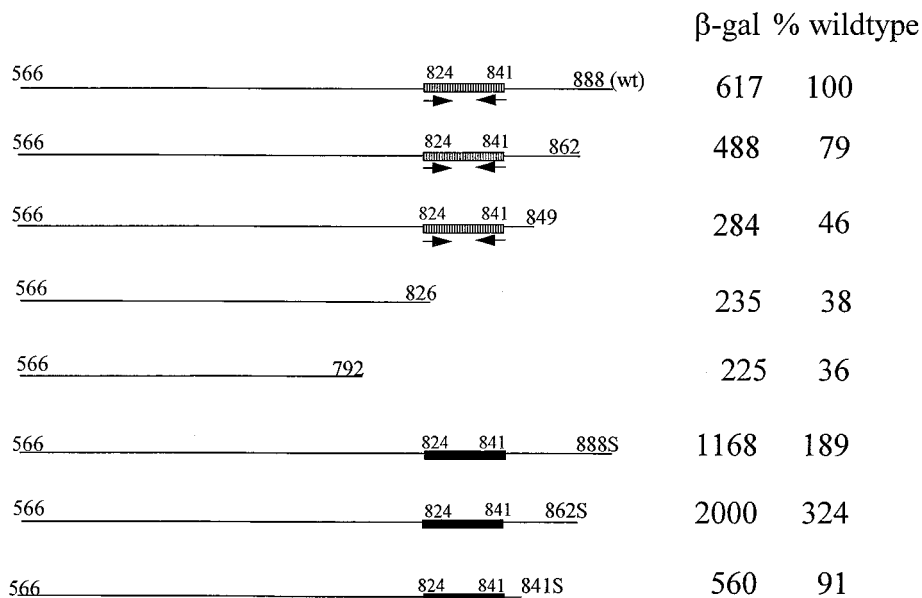 β-gal % wildtype
566 824 841 888 (wt) 617 100
566 824 841 862 488 79
566 824 841 849 284 46
566 826 235 38
566 792 225 36
566 824 841 888S 1168 189
566 824 841 862S 2000 324
566 824 841 841S 560 91